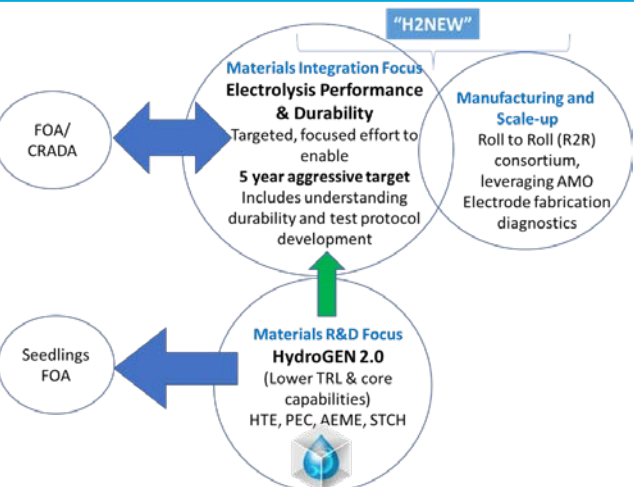 "H2NEW"
Materials Integration Focus
Electrolysis Performance
& Durability
Targeted, focused effort to
enable
5 year aggressive target
Includes understanding
durability and test protocol
development
Manufacturing and
Scale-up
Roll to Roll (R2R)
consortium,
leveraging AMO
Electrode fabrication
diagnostics
FOA/
CRADA
Materials R&D Focus
HydroGEN 2.0
(Lower TRL & core
capabilities)
HTE, PEC, AEME, STCH
Seedlings
FOA